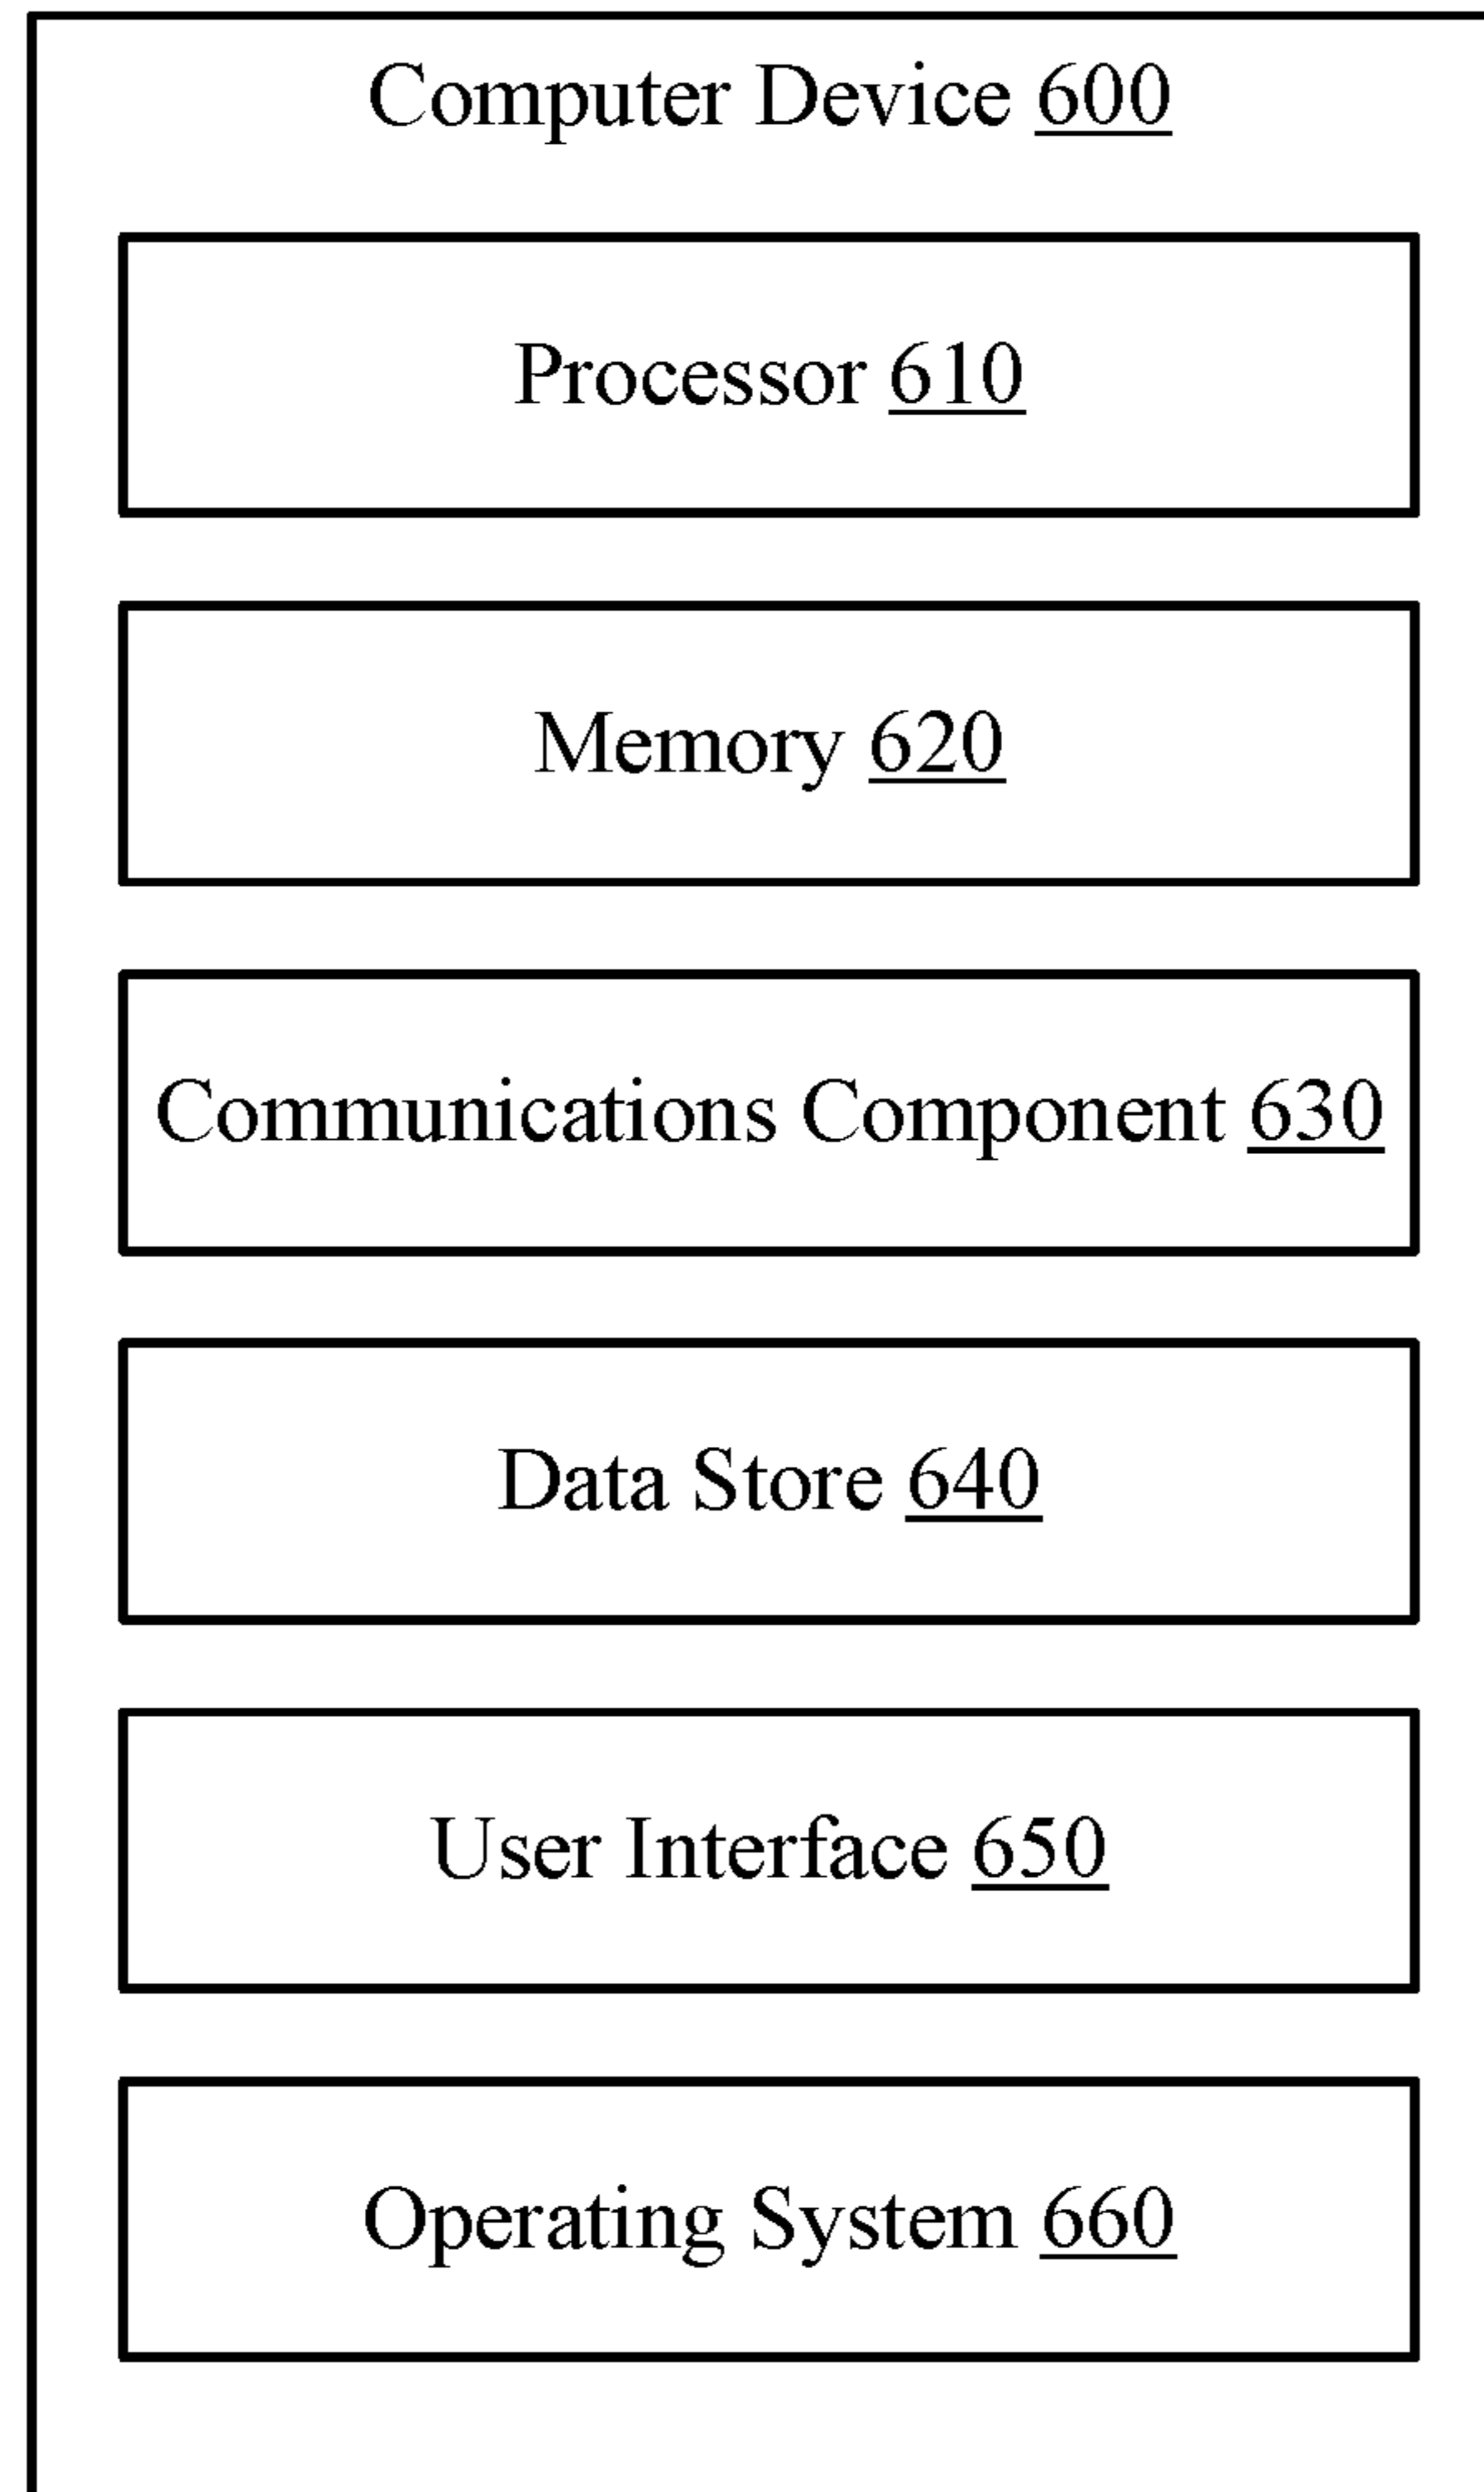 Computer Device 600
Processor 610
Memory 620
Communications Component 630
Data Store 640
User Interface 650
Operating System 660